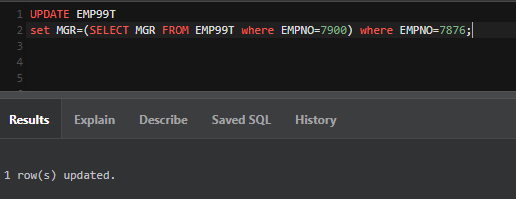 1 UPDATE EMP99T
2 set MGR=(SELECT MGR FROM EMP99T where EMPNO=7900) where EMPNO=7876;
3
4
5
Results Explain Describe Saved SQL History
1 row(s) updated.